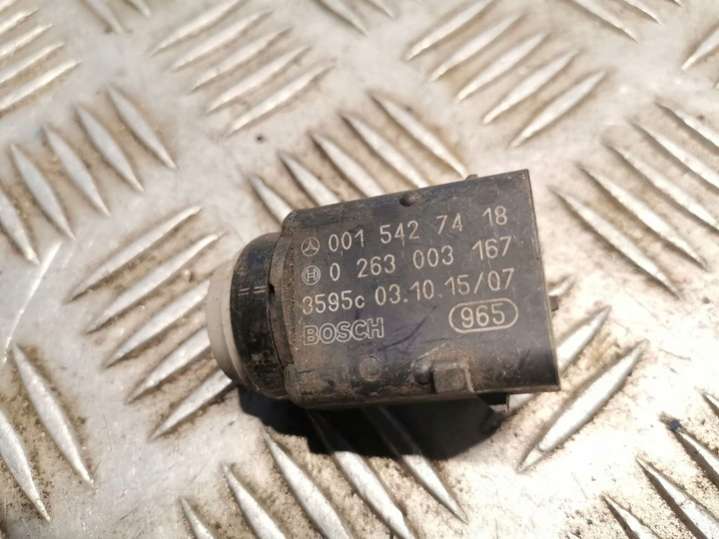 001 542 74 18
0 263 003 167
3595c 03.10.15/07
BOSCH 965